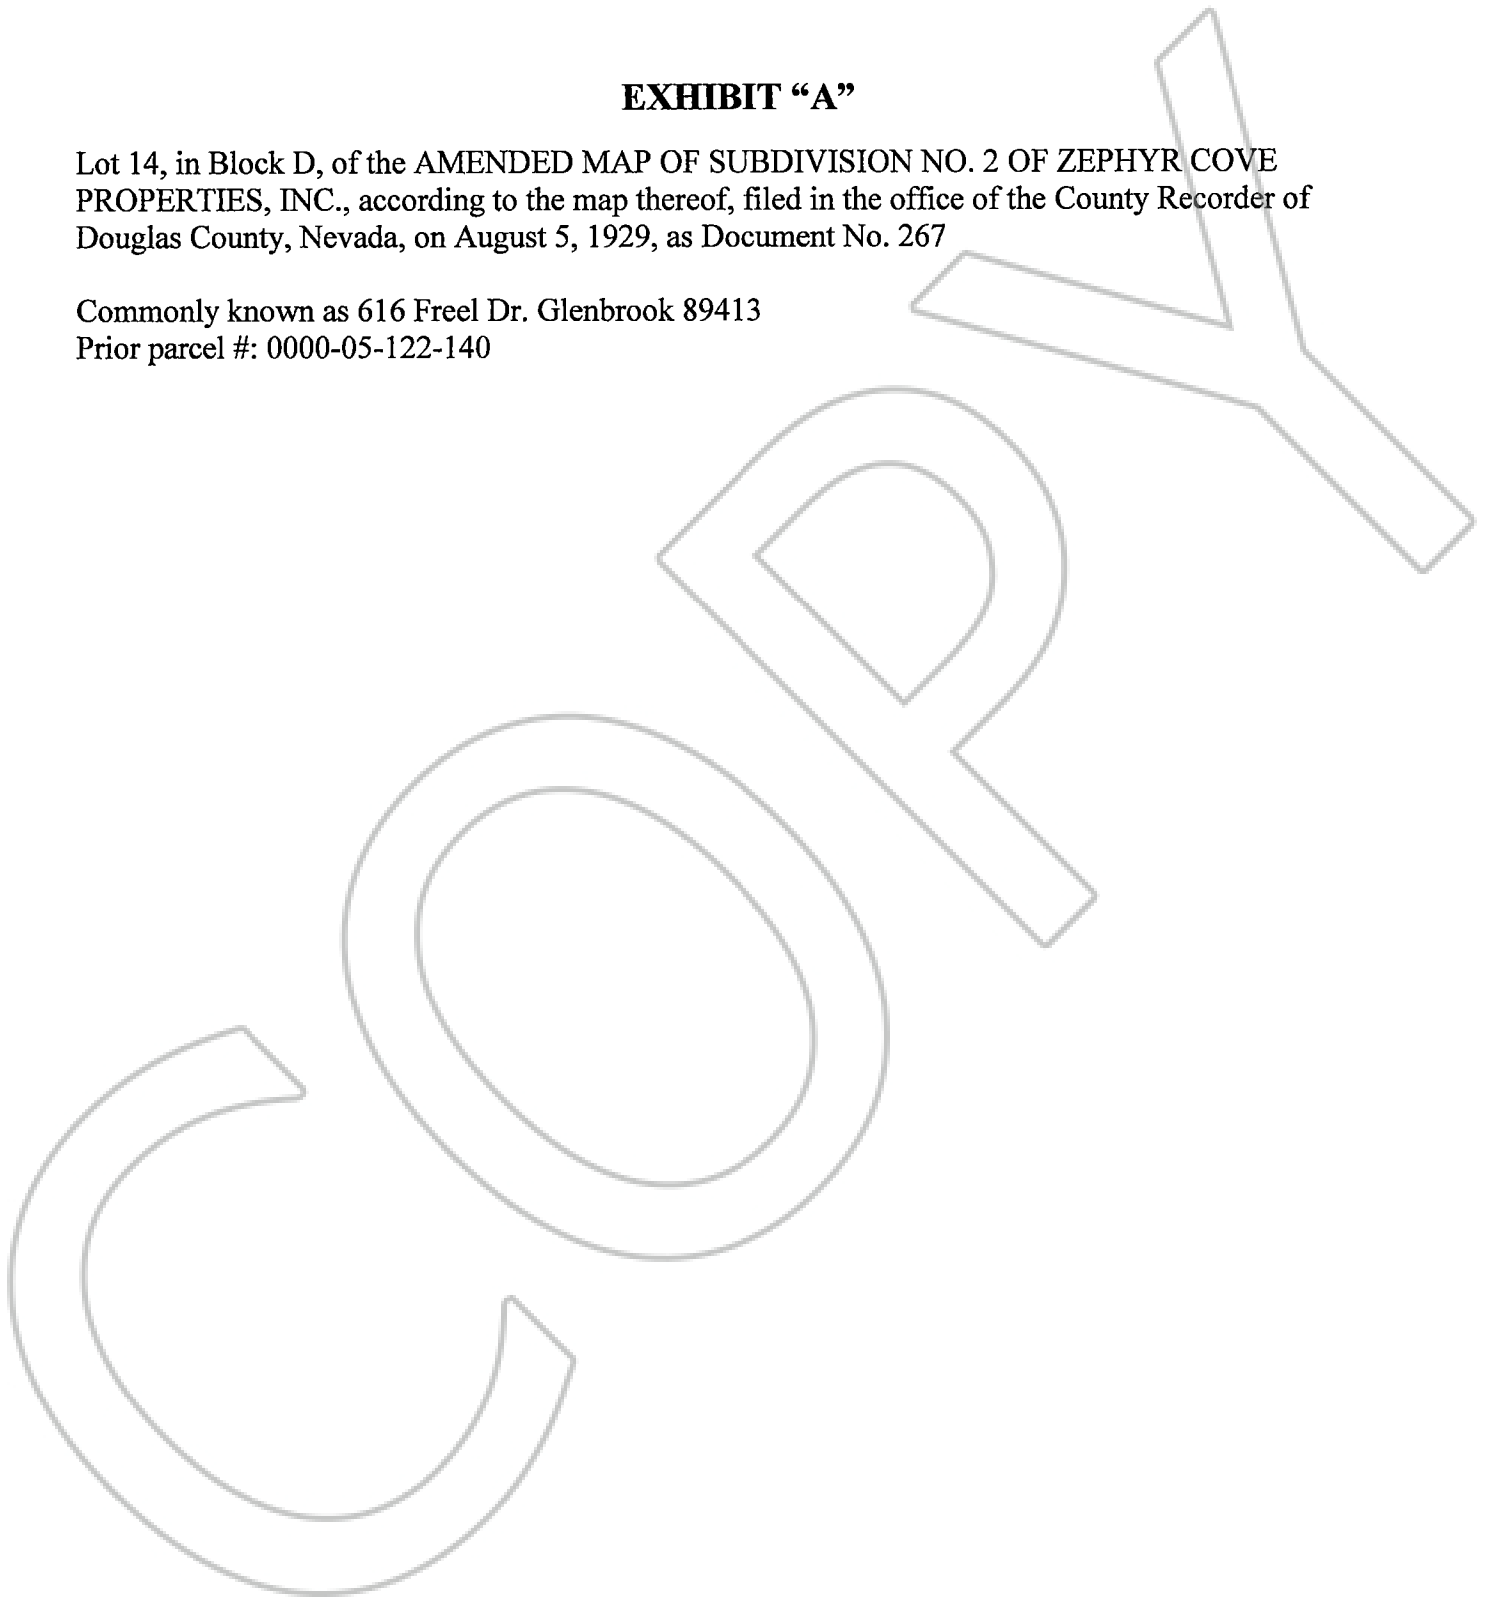 EXHIBIT “A”
Lot 14, in Block D, of the AMENDED MAP OF SUBDIVISION NO. 2 OF ZEPHYR COVE
PROPERTIES, INC., according to the map thereof, filed in the office of the County Recorder of
Douglas County, Nevada, on August 5, 1929, as Document No. 267
Commonly known as 616 Freel Dr. Glenbrook 89413
Prior parcel #: 0000-05-122-140
COPY